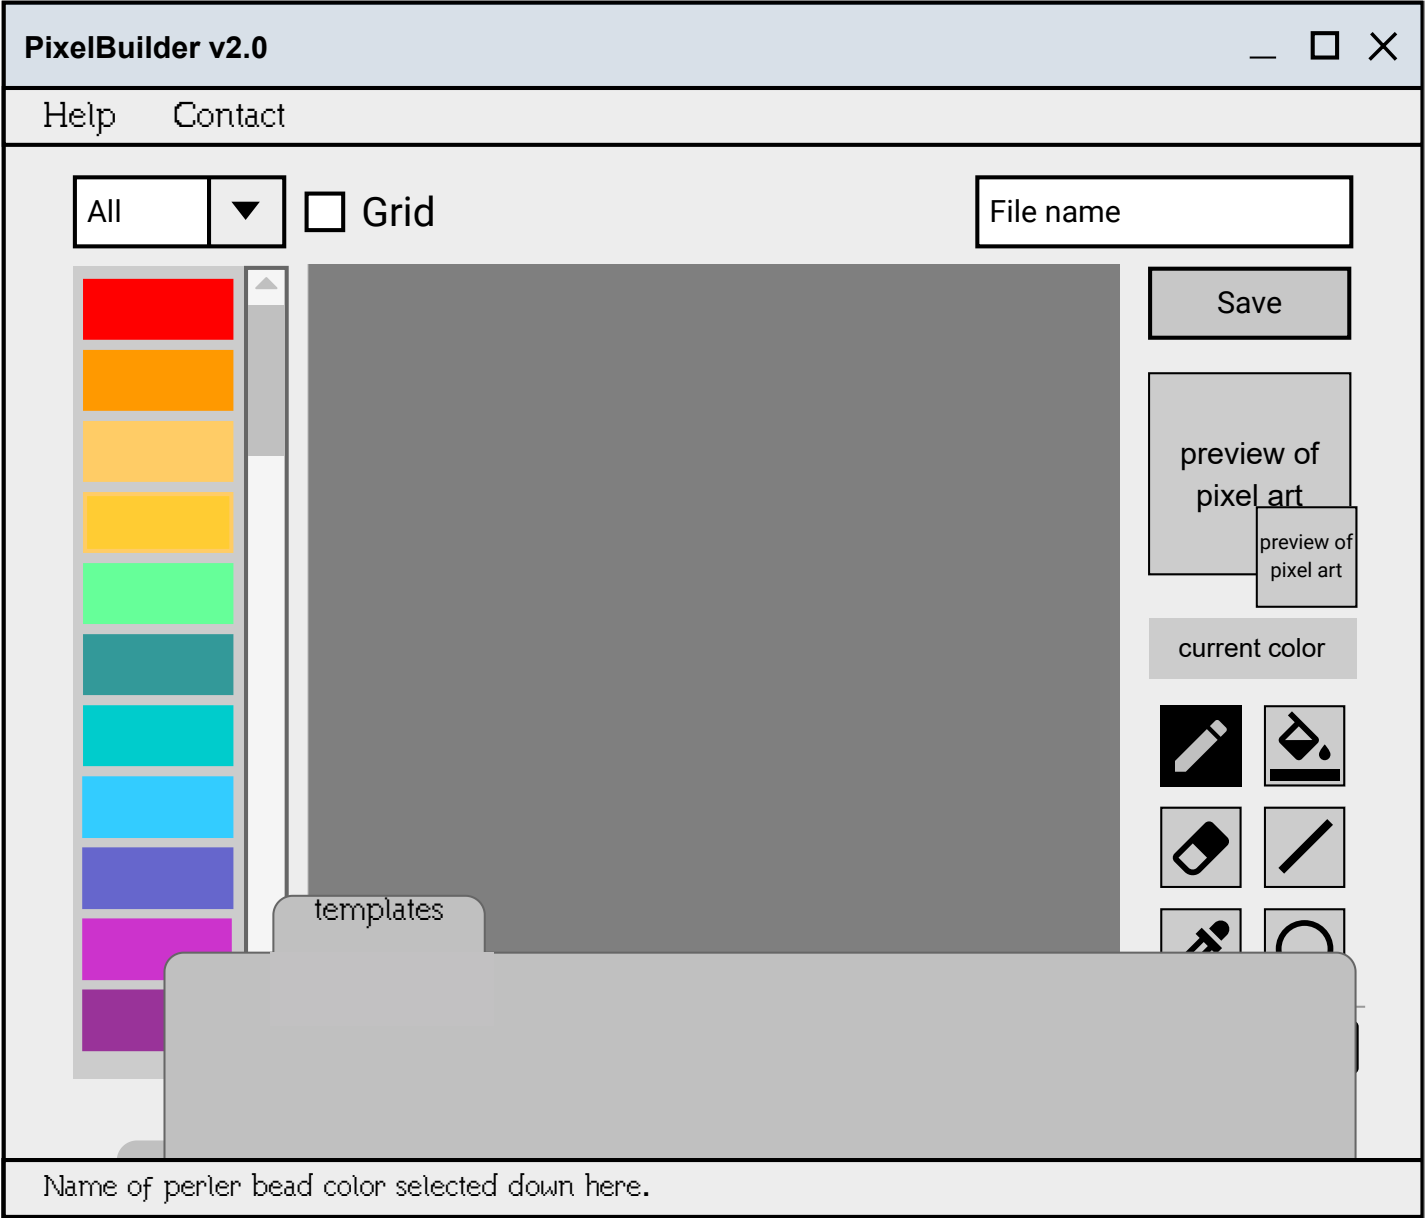 PixelBuilder v2.0
Help Contact
All Grid File name
Save
preview of
pixel art
preview of
pixel art
current color
templates
Name of perler bead color selected down here.